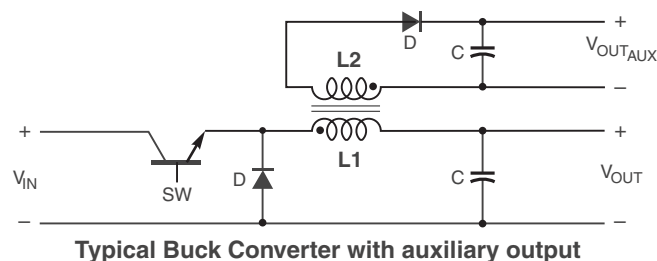 D
+
C
V_OUT_AUX
L2
−
+
+
L1
V_IN
SW
D
C
V_OUT
−
−
Typical Buck Converter with auxiliary output